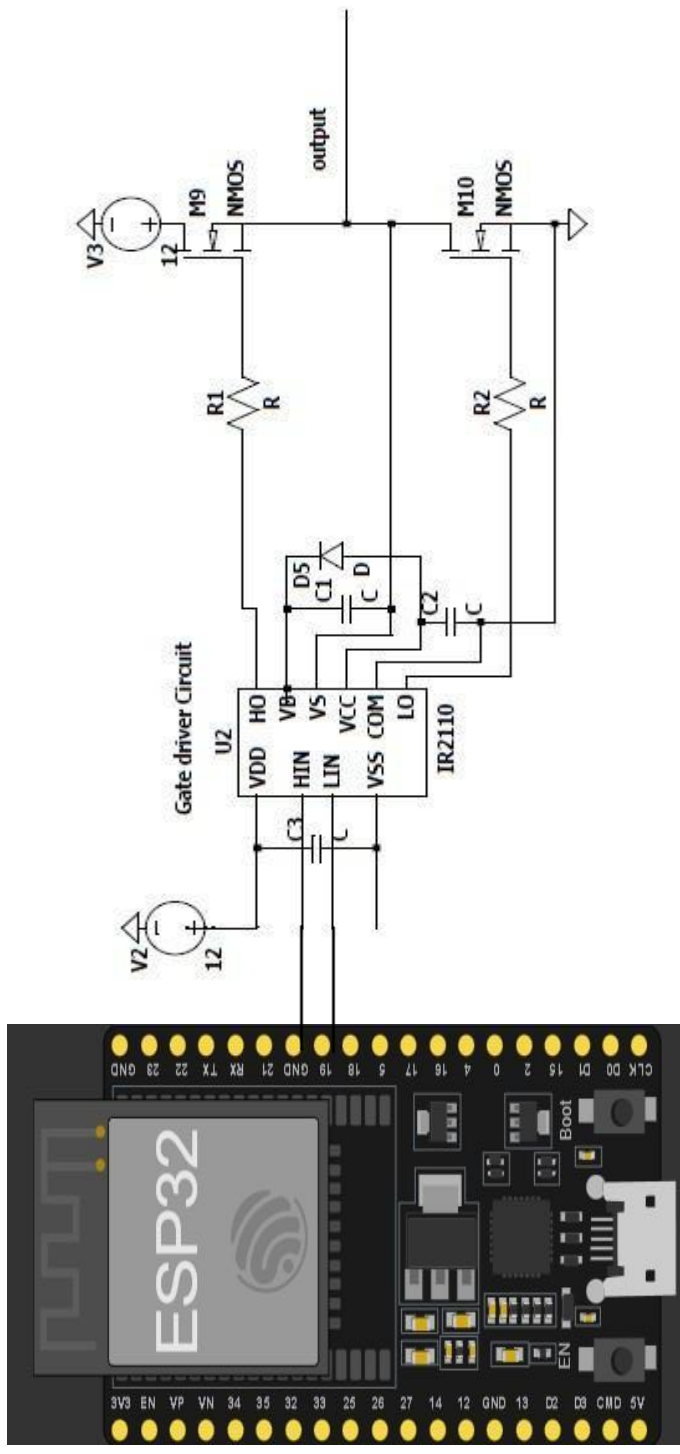 output
V3
12
M9
NMOS
M10
NMOS
R1
R
R2
R
D5
D
C1
C
C2
C
Gate driver Circuit
U2
VDD
HIN
LIN
VSS
HO
VB
VS
VCC
COM
LO
IR2110
C3
C
V2
12
GND
23
22
TX
RX
21
GND
19
18
5
17
16
4
0
2
15
D1
D0
CLK
ESP32
Boot
EN
3V3
EN
VP
VN
34
35
32
33
25
26
27
14
12
GND
13
D2
D3
CMD
5V